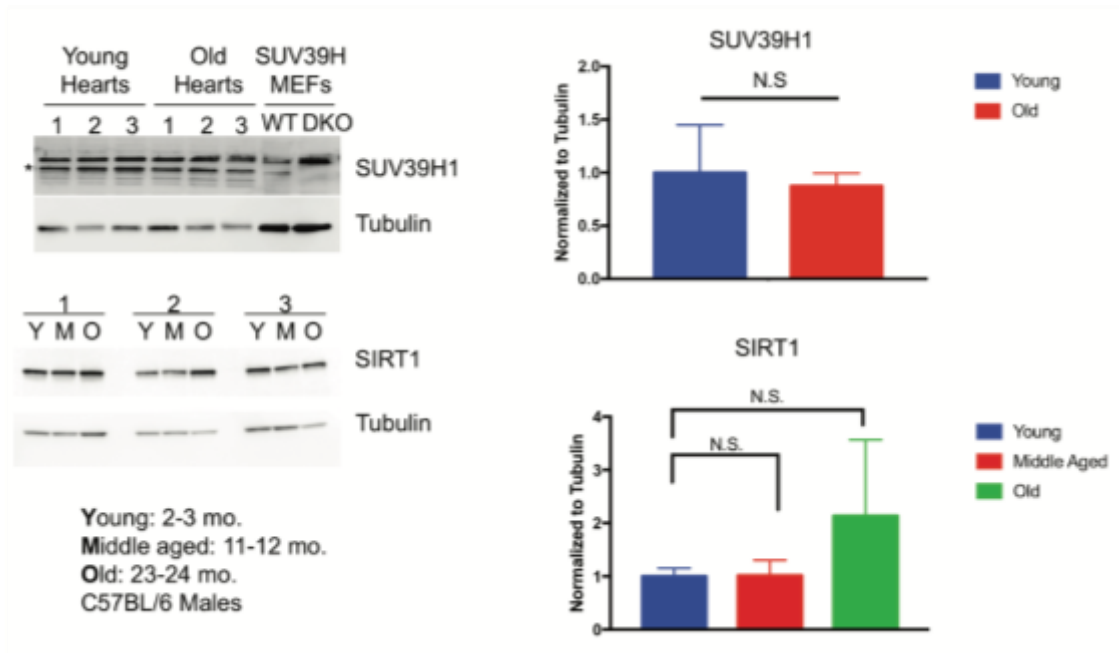 Young Hearts
Old Hearts
SUV39H MEFs
1 2 3 1 2 3 WT DKO
*
SUV39H1
Tubulin
1 2 3
Y M O Y M O Y M O
SIRT1
Tubulin
Young: 2-3 mo.
Middle aged: 11-12 mo.
Old: 23-24 mo.
C57BL/6 Males
SUV39H1
N.S
Normalized to Tubulin
2.0
1.5
1.0
0.5
0.0
Young
Old
SIRT1
N.S.
N.S.
Normalized to Tubulin
4
3
2
1
0
Young
Middle Aged
Old